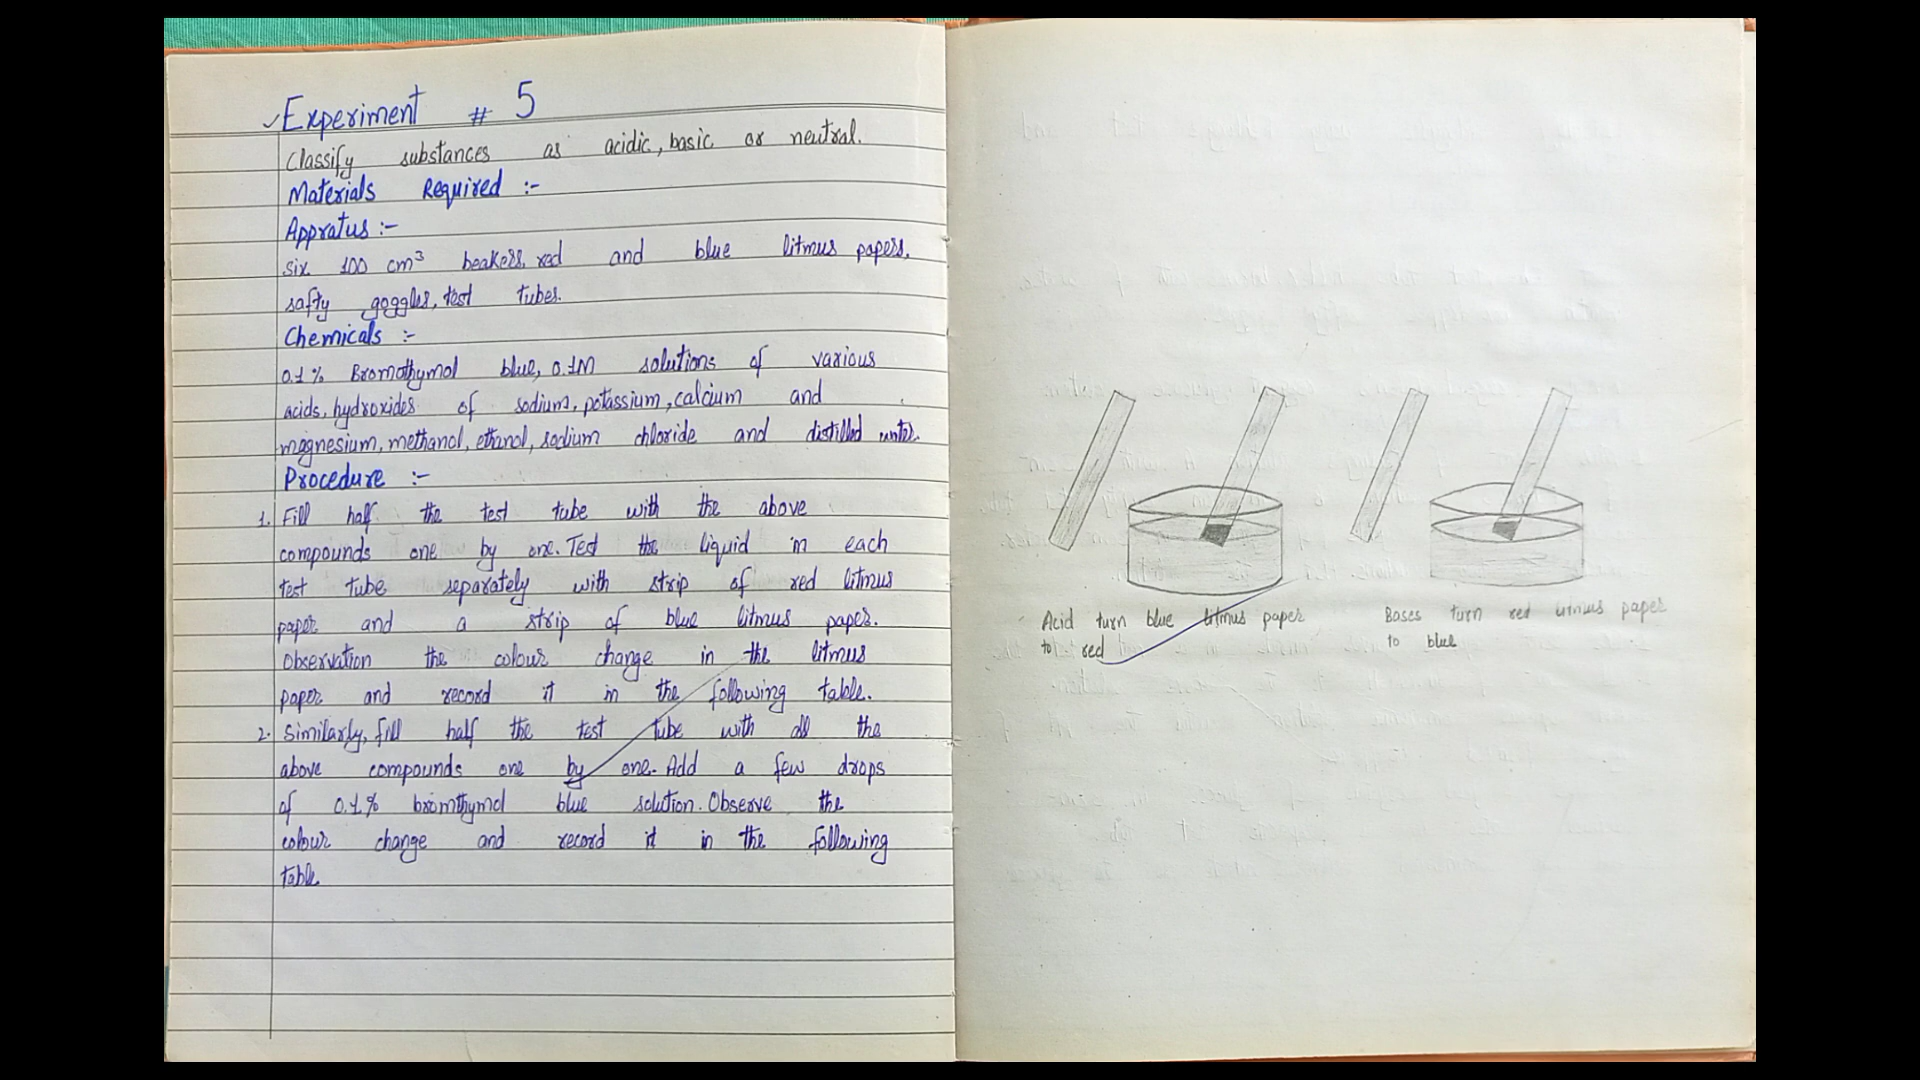 Experiment # 5
Classify substances as acidic, basic or neutral.
Materials Required :-
Appratus :-
six 100 cm³ beakers, red and blue litmus papers,
safty goggles, test tubes.
Chemicals :-
0.1% Bromothymol blue, 0.1M solutions of various
acids, hydroxides of sodium, potassium, calcium and
magnesium, methanol, ethanol, sodium chloride and distilled water.
Procedure :-
1. Fill half the test tube with the above
compounds one by one. Test the liquid in each
test tube separately with strip of red litmus
paper and a strip of blue litmus paper.
Observation the colour change in the litmus
paper and record it in the following table.
2. Similarly, fill half the test tube with all the
above compounds one by one. Add a few drops
of 0.1% bromthymol blue solution. Observe the
colour change and record it in the following
table
Acid turn blue litmus paper
to red
Bases turn red litmus paper
to blue